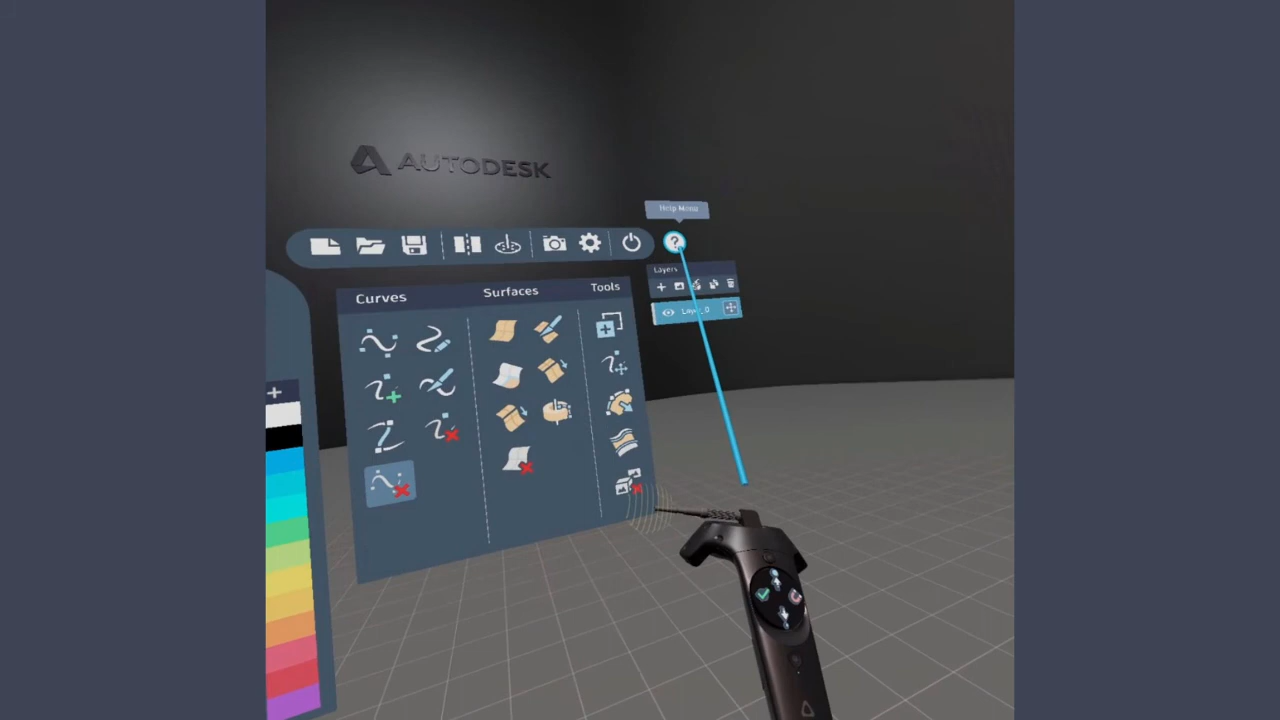 AUTODESK
Help Menu
?
Layers
Curves
Surfaces
Tools